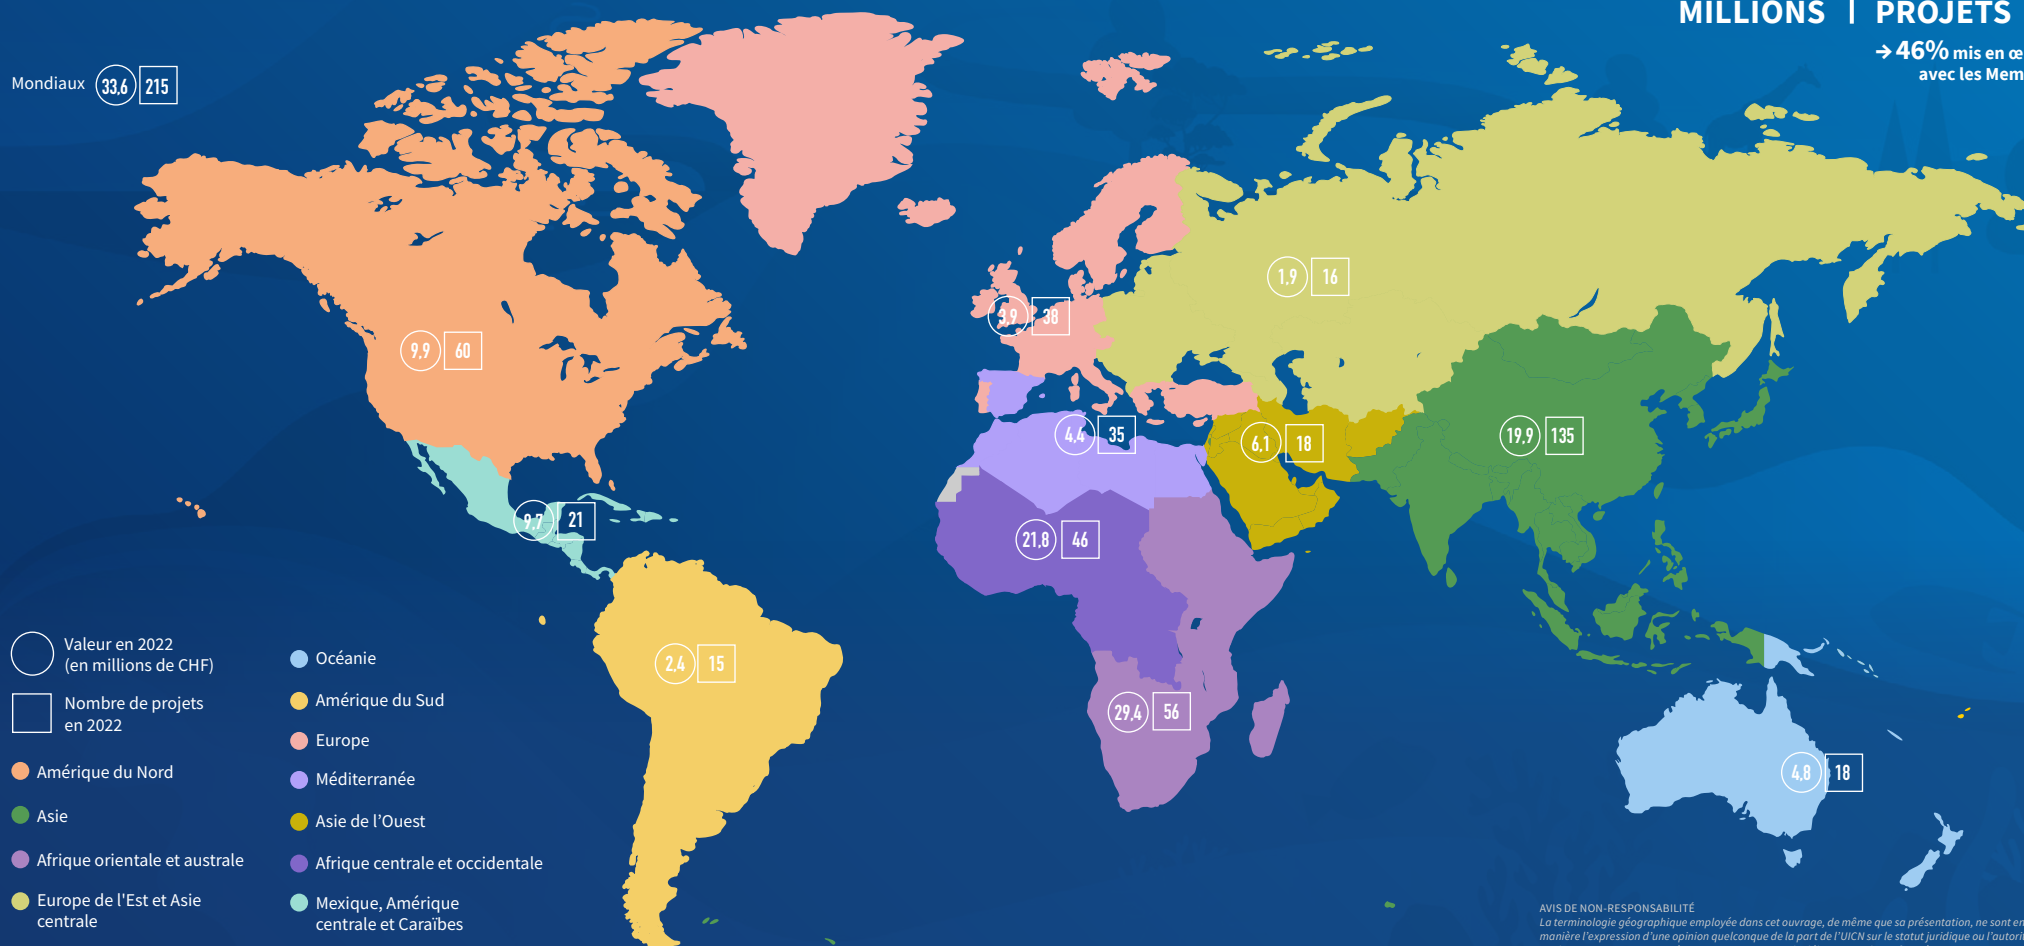 MILLIONS | PROJETS
→ 46% mis en œ
avec les Mem
Mondiaux 33,6 215
1,9 16
3,9 38
9,9 60
4,4 35
6,1 18
19,9 135
9,7 21
21,8 46
2,4 15
29,4 56
4,8 18
Valeur en 2022
(en millions de CHF)
Nombre de projets
en 2022
Amérique du Nord
Asie
Afrique orientale et australe
Europe de l'Est et Asie
centrale
Océanie
Amérique du Sud
Europe
Méditerranée
Asie de l’Ouest
Afrique centrale et occidentale
Mexique, Amérique
centrale et Caraïbes
AVIS DE NON-RESPONSABILITÉ
La terminologie géographique employée dans cet ouvrage, de même que sa présentation, ne sont en
manière l’expression d’une opinion quelconque de la part de l’UICN sur le statut juridique ou l’autorit